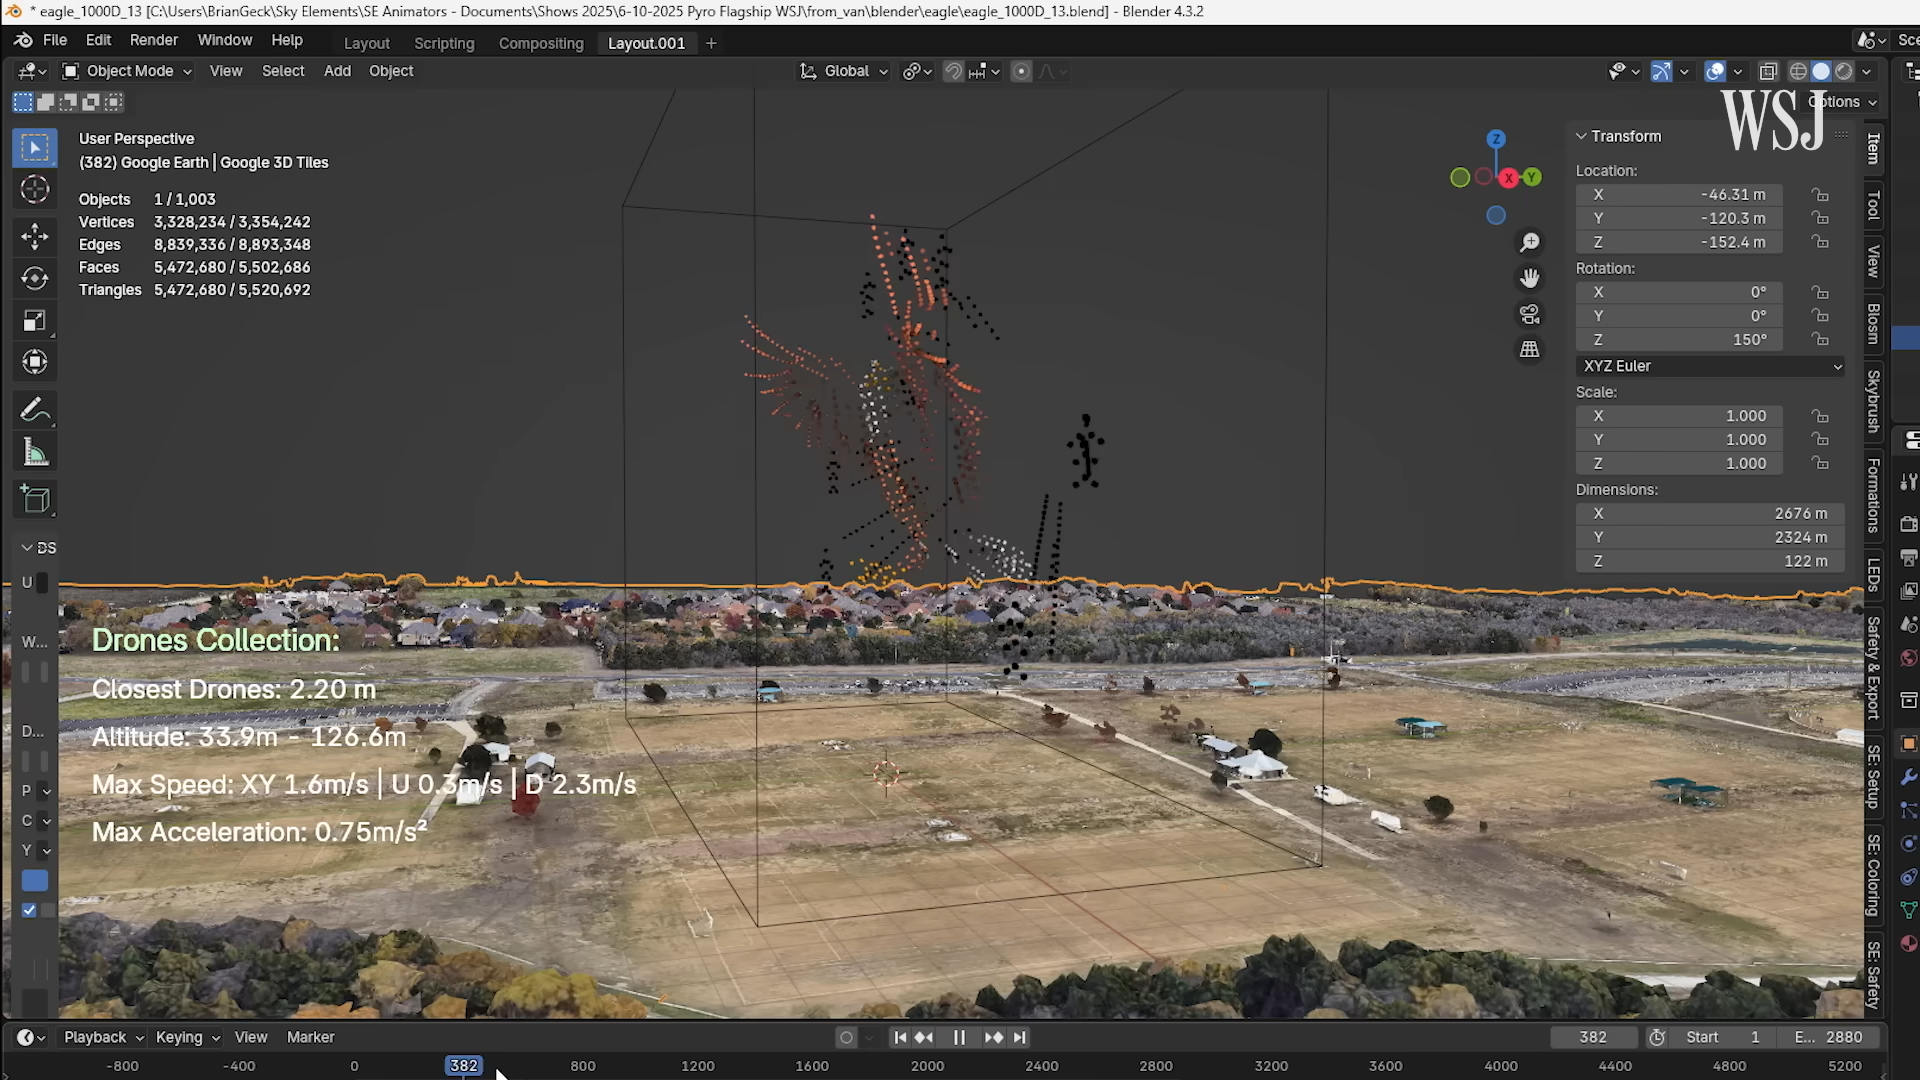 * eagle_1000D_13 [C:\Users\BrianGeck\Sky Elements\SE Animators - Documents\Shows 2025\6-10-2025 Pyro Flagship WSJ\from_van\blender\eagle\eagle_1000D_13.blend] - Blender 4.3.2
File Edit Render Window Help Layout Scripting Compositing Layout.001 + Sce
Object Mode View Select Add Object Global
Options
WSJ
User Perspective
(382) Google Earth | Google 3D Tiles
Objects 1 / 1,003
Vertices 3,328,234 / 3,354,242
Edges 8,839,336 / 8,893,348
Faces 5,472,680 / 5,502,686
Triangles 5,472,680 / 5,520,692
Z
X
Y
Transform
Location:
X -46.31 m
Y -120.3 m
Z -152.4 m
Rotation:
X 0°
Y 0°
Z 150°
XYZ Euler
Scale:
X 1.000
Y 1.000
Z 1.000
Dimensions:
X 2676 m
Y 2324 m
Z 122 m
Item
Tool
View
Blosm
Skybrush
Formations
LEDs
Safety & Export
SE: Setup
SE: Coloring
SE: Safety
DS
U
W...
D...
P
C
Y
Drones Collection:
Closest Drones: 2.20 m
Altitude: 33.9m - 126.6m
Max Speed: XY 1.6m/s | U 0.3m/s | D 2.3m/s
Max Acceleration: 0.75m/s²
Playback Keying View Marker 382 Start 1 E... 2880
-800 -400 0 382 800 1200 1600 2000 2400 2800 3200 3600 4000 4400 4800 5200